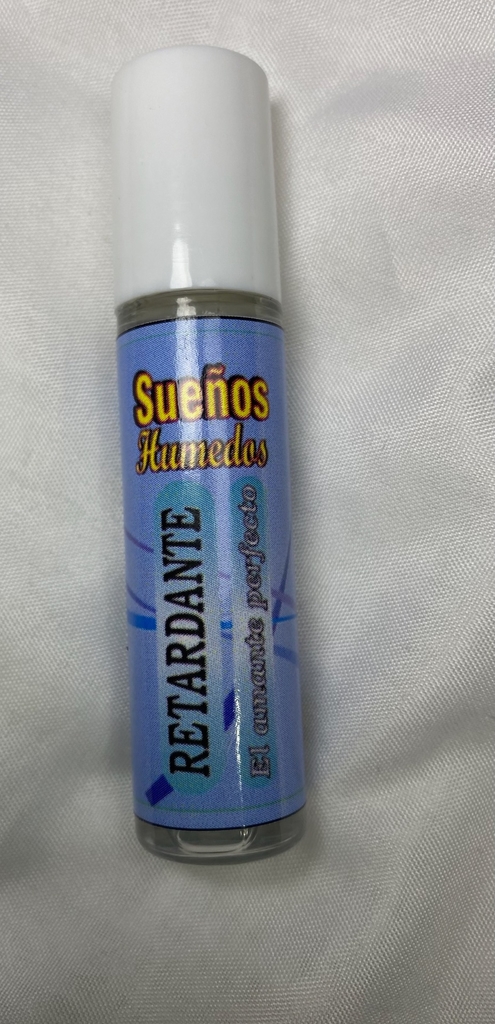 Sueños
Humedos
RETARDANTE
El amante perfecto